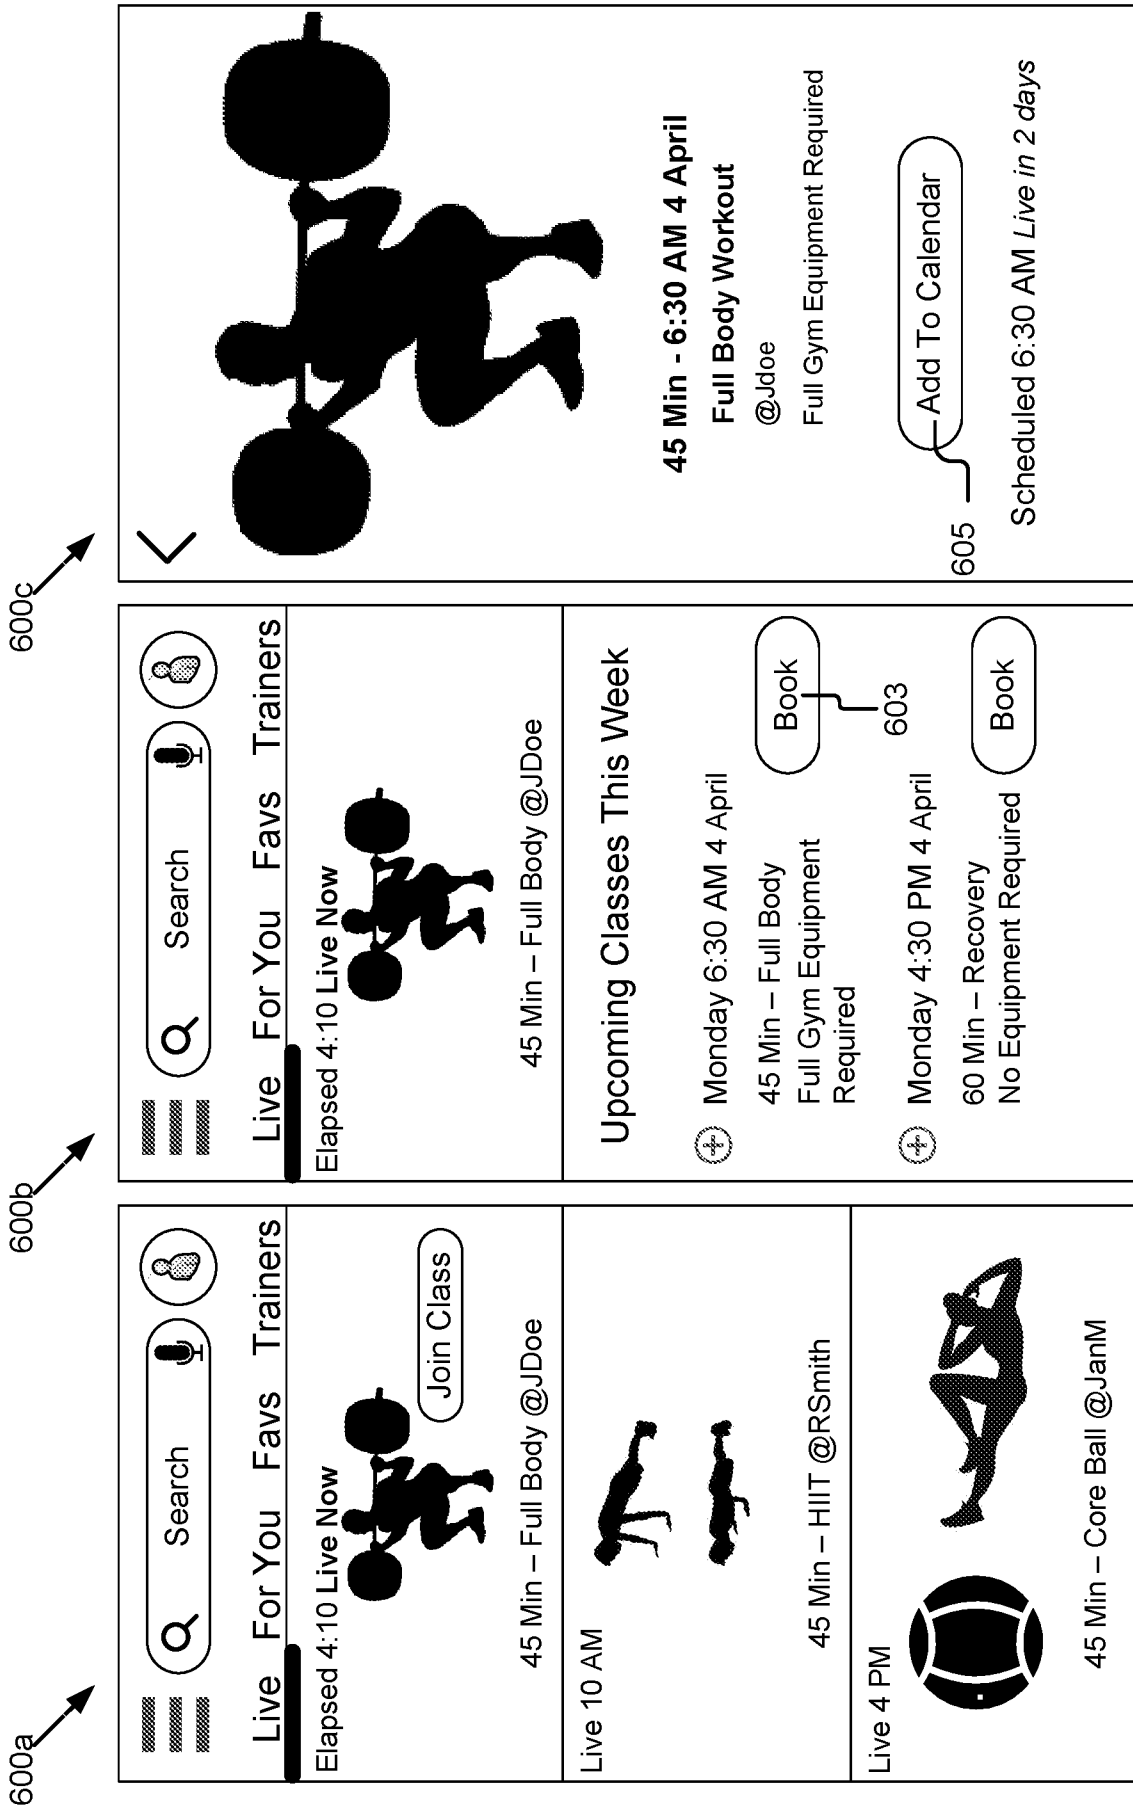 600a
Search
Live For You Favs Trainers
Elapsed 4:10 Live Now
Join Class
45 Min – Full Body @JDoe
Live 10 AM
45 Min – HIIT @RSmith
Live 4 PM
45 Min – Core Ball @JanM
600b
Search
Live For You Favs Trainers
Elapsed 4:10 Live Now
45 Min – Full Body @JDoe
Upcoming Classes This Week
Monday 6:30 AM 4 April
45 Min – Full Body
Book
Full Gym Equipment
Required
603
Monday 4:30 PM 4 April
60 Min – Recovery
Book
No Equipment Required
600c
45 Min - 6:30 AM 4 April
Full Body Workout
@Jdoe
Full Gym Equipment Required
Add To Calendar
605
Scheduled 6:30 AM Live in 2 days